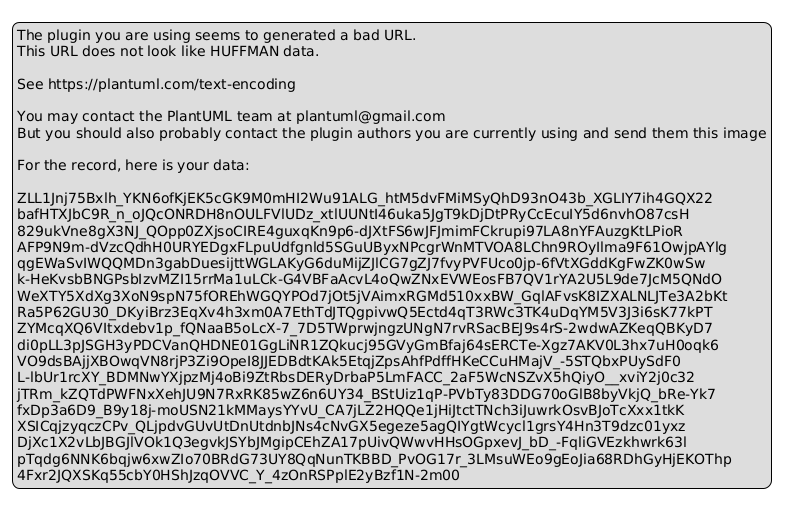 The plugin you are using seems to generated a bad URL.
This URL does not look like HUFFMAN data.
See https://plantuml.com/text-encoding
You may contact the PlantUML team at plantuml@gmail.com
But you should also probably contact the plugin authors you are currently using and send them this image
For the record, here is your data:
ZLL1Jnj75Bxlh_YKN6ofKjEK5cGK9M0mHI2Wu91ALG_htM5dvFMiMSyQhD93nO43b_XGLIY7ih4GQX22
bafHTXJbC9R_n_oJQcONRDH8nOULFVlUDz_xtlUUNtI46uka5JgT9kDjDtPRyCcEcuIY5d6nvhO87csH
829ukVne8gX3NJ_QOpp0ZXjsoCIRE4guxqKn9p6-dJXtFS6wJFJmimFCkrupi97LA8nYFAuzgKtLPioR
AFP9N9m-dVzcQdhH0URYEDgxFLpuUdfgnld5SGuUByxNPcgrWnMTVOA8LChn9ROyIlma9F61OwjpAYlg
qgEWaSvIWQQMDn3gabDuesijttWGLAKyG6duMijZJlCG7gZJ7fvyPVFUco0jp-6fVtXGddKgFwZK0wSw
k-HeKvsbBNGPsbIzvMZI15rrMa1uLCk-G4VBFaAcvL4oQwZNxEVWEosFB7QV1rYA2U5L9de7JcM5QNdO
WeXTY5XdXg3XoN9spN75fOREhWGQYPOd7jOt5jVAimxRGMd510xxBW_GqlAFvsK8IZXALNLJTe3A2bKt
Ra5P62GU30_DKyiBrz3EqXv4h3xm0A7EthTdJTQgpivwQ5Ectd4qT3RWc3TK4uDqYM5V3J3i6sK77kPT
ZYMcqXQ6Vltxdebv1p_fQNaaB5oLcX-7_7D5TWprwjngzUNgN7rvRSacBEJ9s4rS-2wdwAZKeqQBKyD7
di0pLL3pJSGH3yPDCVanQHDNE01GgLiNR1ZQkucj95GVyGmBfaj64sERCTe-Xgz7AKV0L3hx7uH0oqk6
VO9dsBAjjXBOwqVN8rjP3Zi9OpeI8JJEDBdtKAk5EtqjZpsAhfPdffHKeCCuHMajV_-5STQbxPUySdF0
L-lbUr1rcXY_BDMNwYXjpzMj4oBi9ZtRbsDERyDrbaP5LmFACC_2aF5WcNSZvX5hQiyO__xviY2j0c32
jTRm_kZQTdPWFNxXehJU9N7RxRK85wZ6n6UY34_BStUiz1qP-PVbTy83DDG70oGlB8byVkjQ_bRe-Yk7
fxDp3a6D9_B9y18j-moUSN21kMMaysYYvU_CA7jLZ2HQQe1jHiJtctTNch3iJuwrkOsvBJoTcXxx1tkK
XSlCqjzyqczCPv_QLjpdvGUvUtDnUtdnbJNs4cNvGX5egeze5agQIYgtWcycl1grsY4Hn3T9dzc01yxz
DjXc1X2vLbJBGJlVOk1Q3egvkJSYbJMgipCEhZA17pUivQWwvHHsOGpxevJ_bD_-FqliGVEzkhwrk63l
pTqdg6NNK6bqjw6xwZIo70BRdG73UY8QqNunTKBBD_PvOG17r_3LMsuWEo9gEoJia68RDhGyHjEKOThp
4Fxr2JQXSKq55cbY0HShJzqOVVC_Y_4zOnRSPplE2yBzf1N-2m00